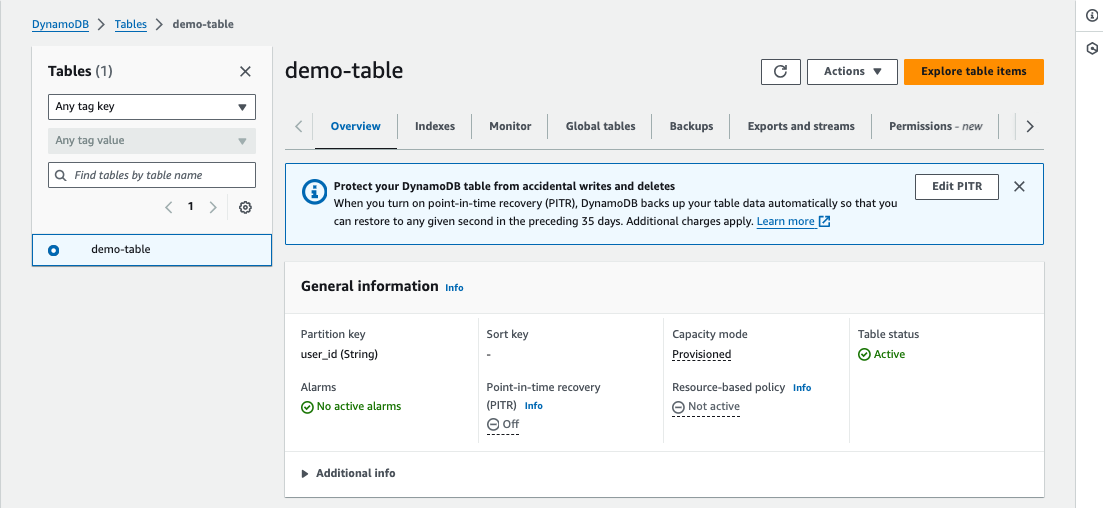 DynamoDB > Tables > demo-table
Tables (1)
Any tag key
Any tag value
Find tables by table name
1
demo-table
demo-table
Actions
Explore table items
Overview
Indexes
Monitor
Global tables
Backups
Exports and streams
Permissions - new
Protect your DynamoDB table from accidental writes and deletes
When you turn on point-in-time recovery (PITR), DynamoDB backs up your table data automatically so that you
can restore to any given second in the preceding 35 days. Additional charges apply. Learn more
Edit PITR
General information Info
Partition key
user_id (String)
Sort key
-
Capacity mode
Provisioned
Table status
Active
Alarms
No active alarms
Point-in-time recovery
(PITR) Info
Off
Resource-based policy Info
Not active
Additional info